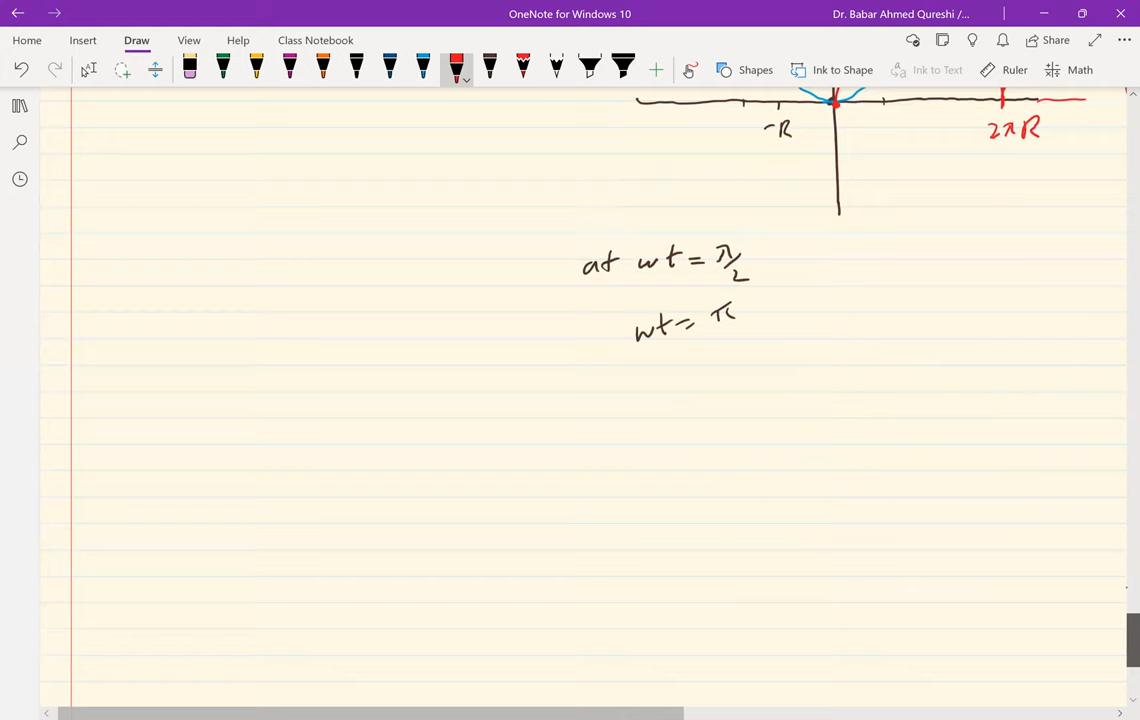 OneNote for Windows 10
Dr. Babar Ahmed Qureshi /...
Home Insert Draw View Help Class Notebook
Share
Shapes Ink to Shape Ink to Text Ruler Math
-R
2πR
at wt = π/2
wt = π